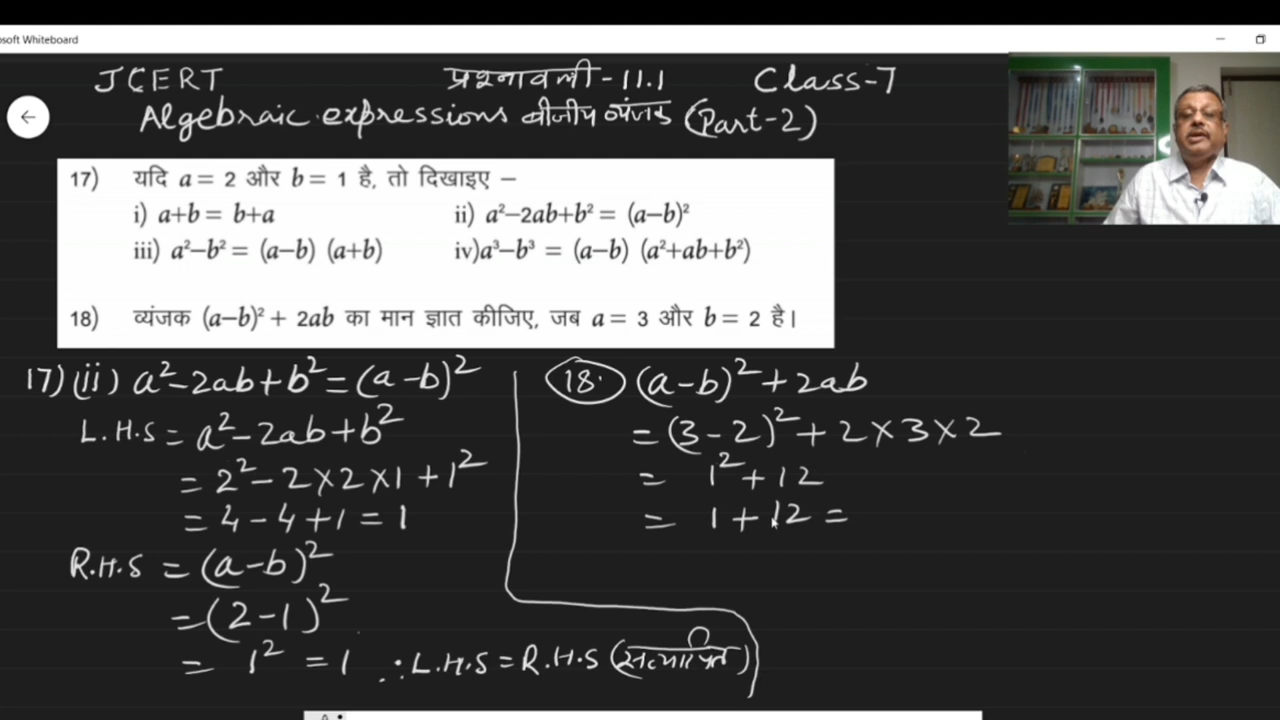 osoft Whiteboard
JCERT प्रश्नावली-11.1 Class-7
Algebraic expressions बीजीय व्यंजक (Part-2)
17) यदि a = 2 और b = 1 है, तो दिखाइए –
i) a+b = b+a ii) a²–2ab+b² = (a–b)²
iii) a²–b² = (a–b) (a+b) iv)a³–b³ = (a–b) (a²+ab+b²)
18) व्यंजक (a–b)² + 2ab का मान ज्ञात कीजिए, जब a = 3 और b = 2 है।
17) (ii) a²-2ab+b²=(a-b)²
L.H.S = a²-2ab+b²
= 2²-2×2×1+1²
= 4-4+1=1
R.H.S = (a-b)²
=(2-1)²
= 1² =1 ∴L.H.S=R.H.S (सत्यापित)
18. (a-b)²+2ab
=(3-2)²+2×3×2
= 1²+12
= 1+12=